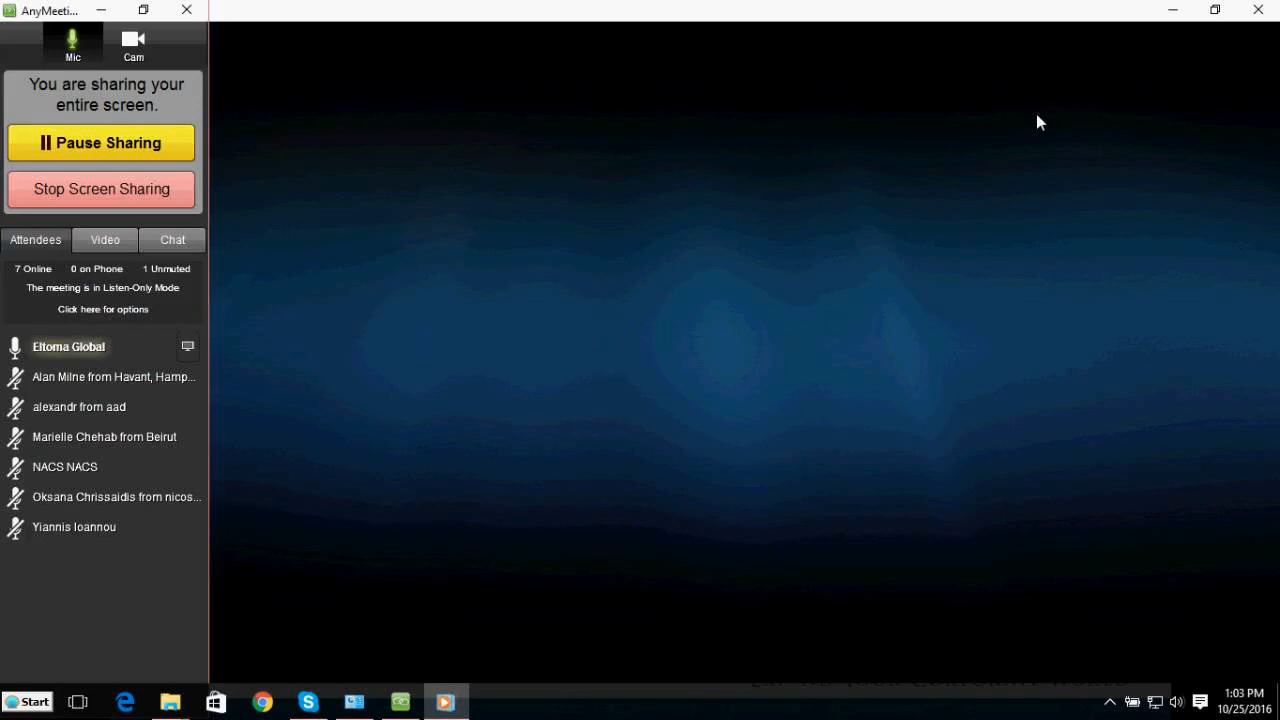 AnyMeeti...
Mic
Cam
You are sharing your
entire screen.
Pause Sharing
Stop Screen Sharing
Attendees
Video
Chat
7 Online
0 on Phone
1 Unmuted
The meeting is in Listen-Only Mode
Click here for options
Eltoma Global
Alan Milne from Havant, Hamp...
alexandr from aad
Marielle Chehab from Beirut
NACS NACS
Oksana Chrissaidis from nicos...
Yiannis Ioannou
Start
1:03 PM
10/25/2016